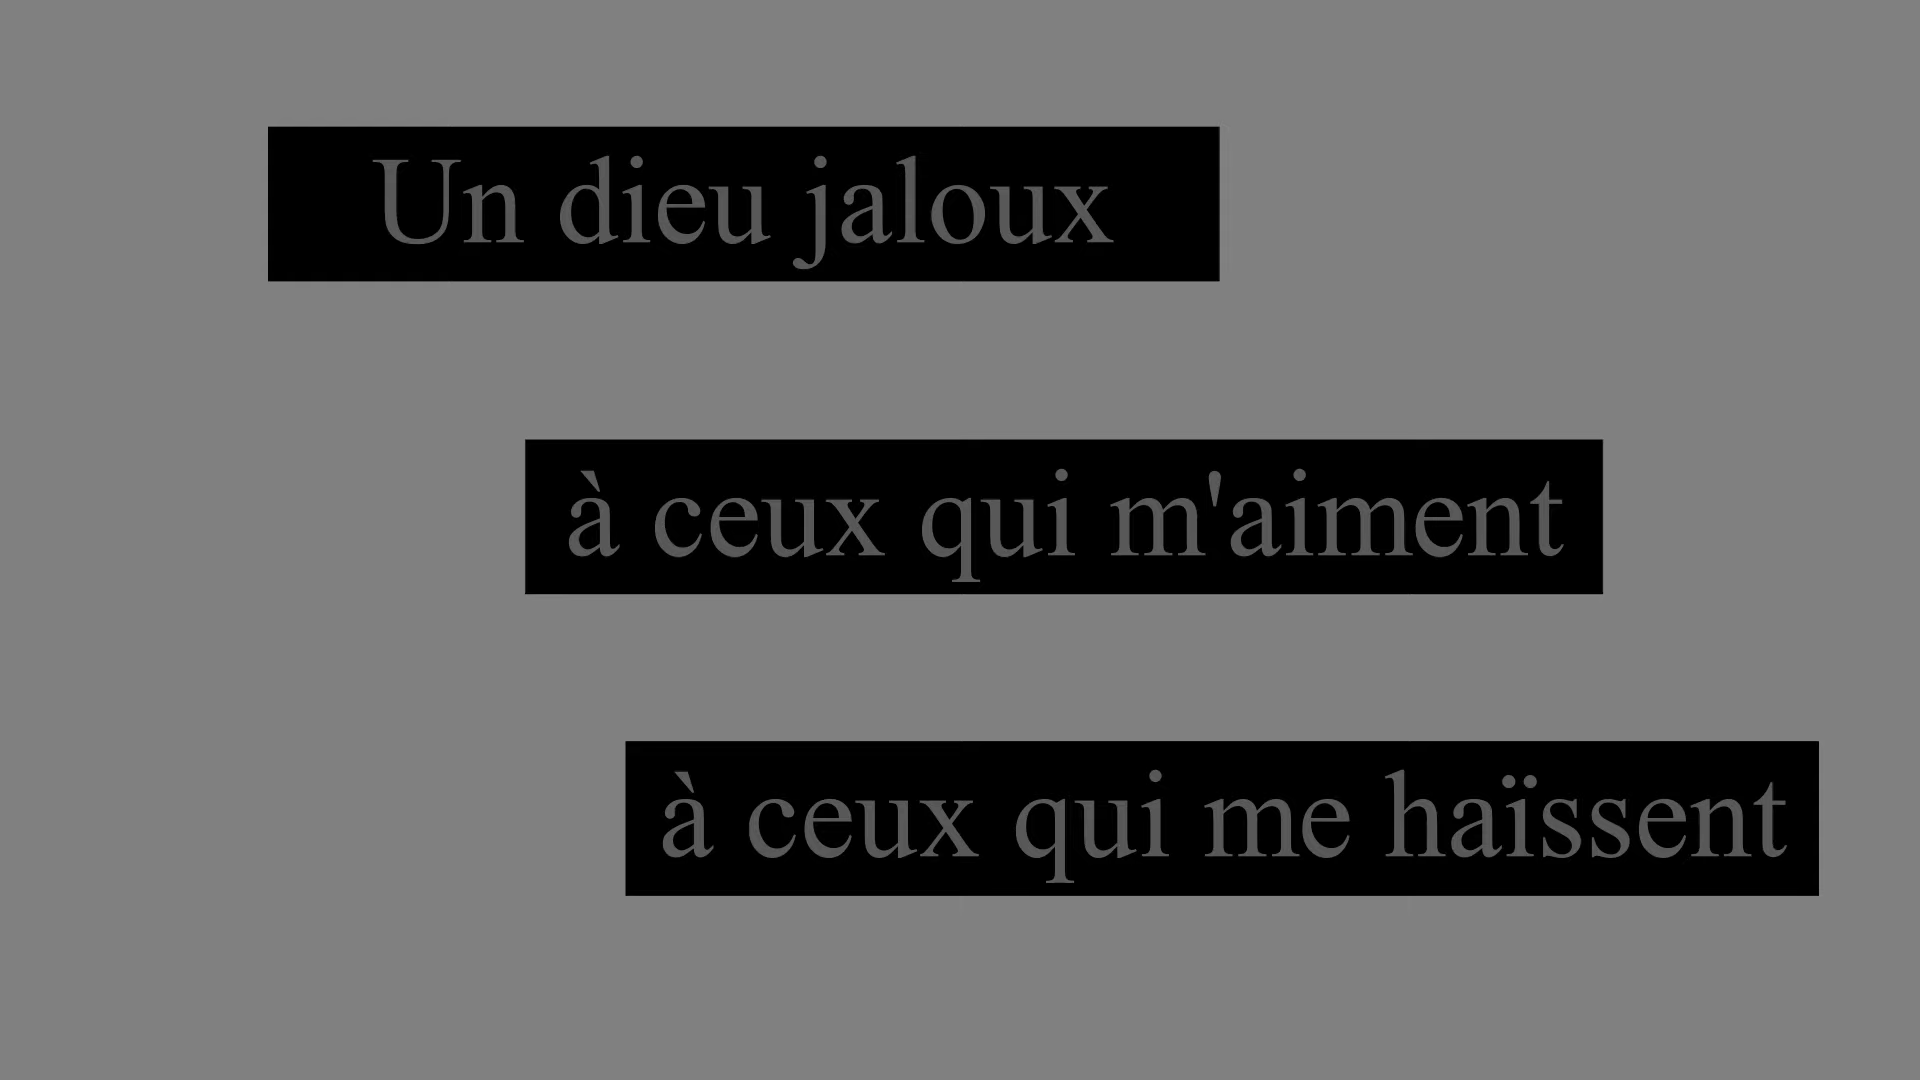 Un dieu jaloux
à ceux qui m'aiment
à ceux qui me haïssent